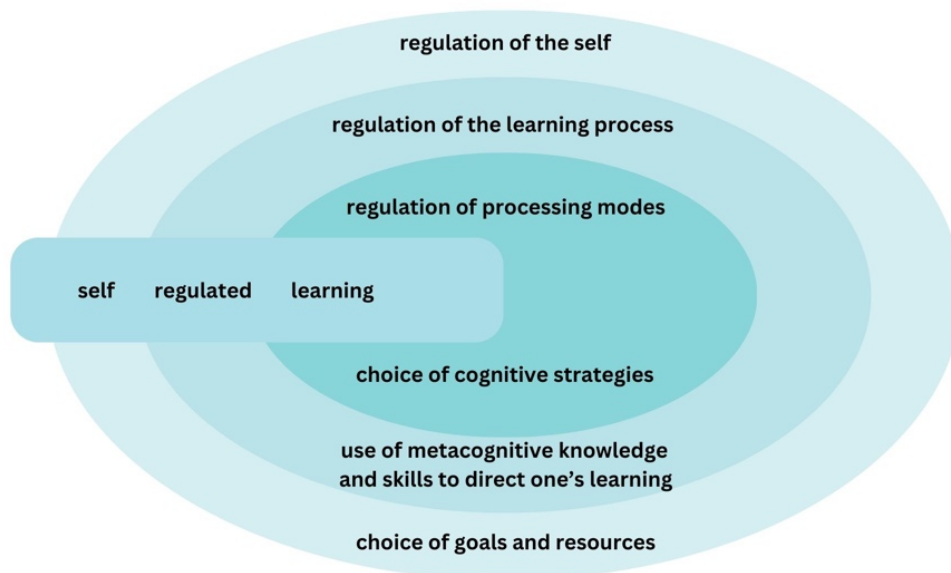 regulation of the self
regulation of the learning process
regulation of processing modes
self regulated learning
choice of cognitive strategies
use of metacognitive knowledge
and skills to direct one’s learning
choice of goals and resources